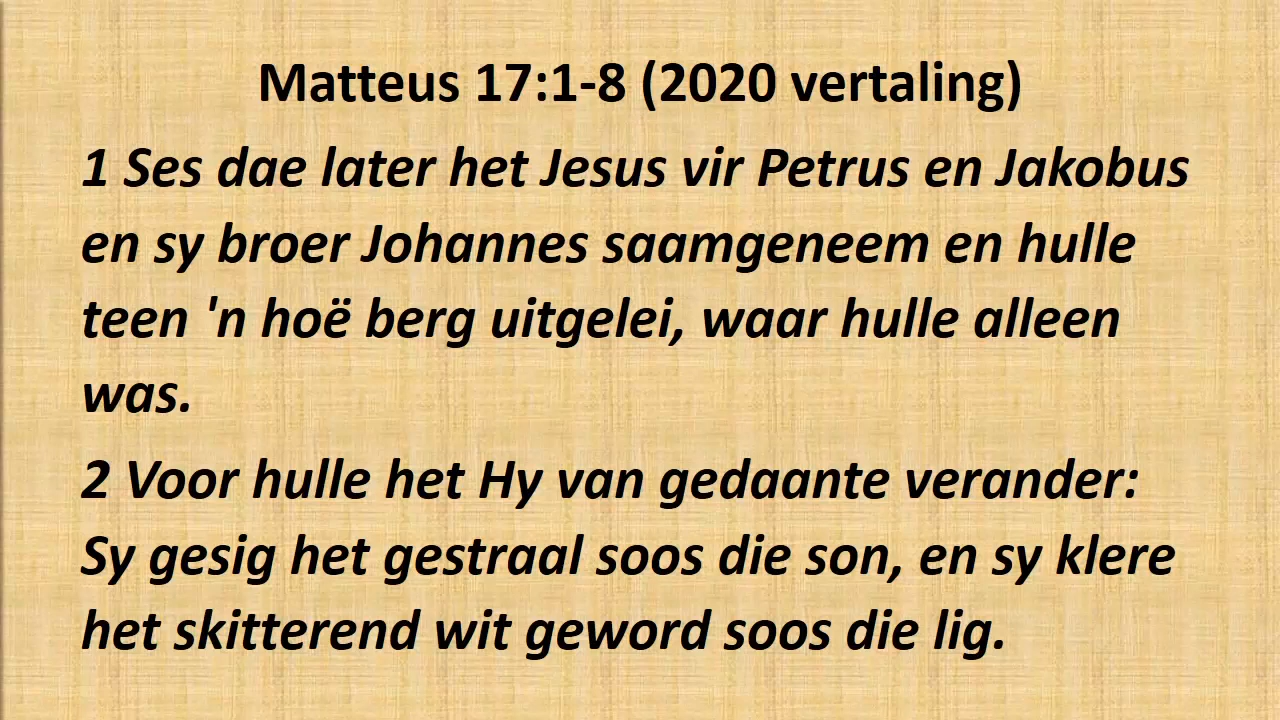 Matteus 17:1-8 (2020 vertaling)
1 Ses dae later het Jesus vir Petrus en Jakobus
en sy broer Johannes saamgeneem en hulle
teen 'n hoë berg uitgelei, waar hulle alleen
was.
2 Voor hulle het Hy van gedaante verander:
Sy gesig het gestraal soos die son, en sy klere
het skitterend wit geword soos die lig.